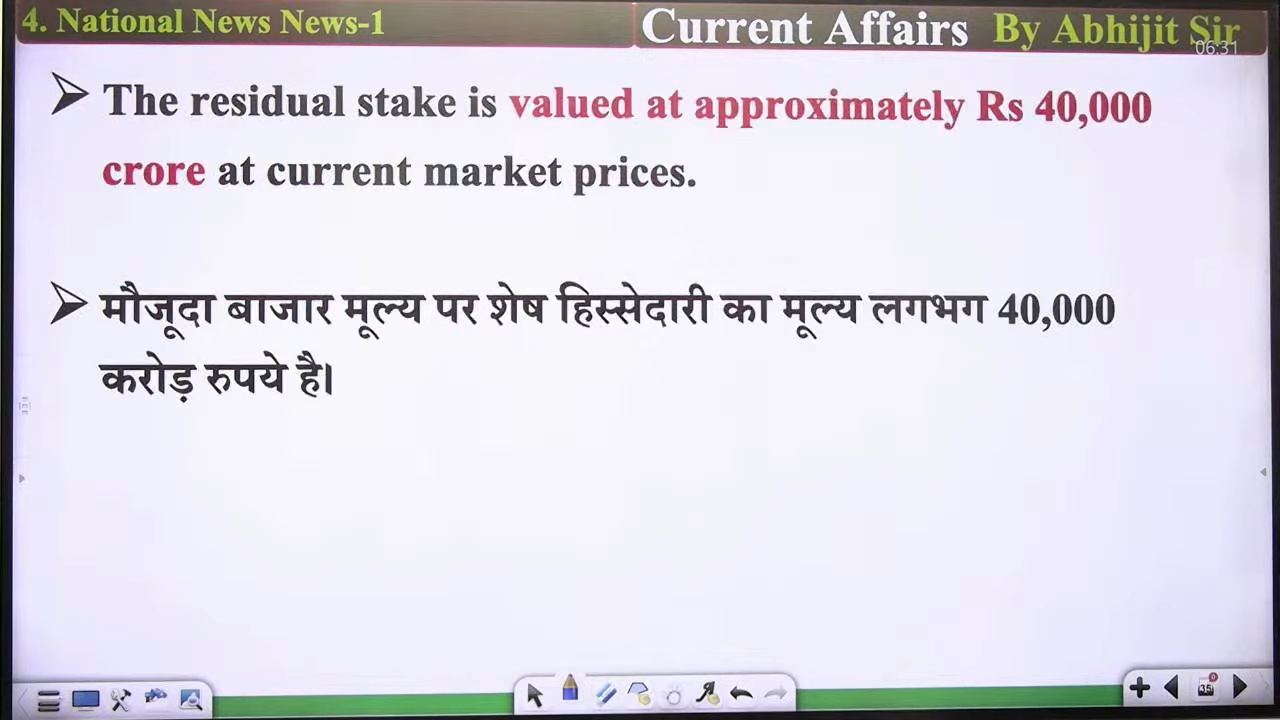 4. National News News-1
Current Affairs By Abhijit Sir
06:31
The residual stake is valued at approximately Rs 40,000
crore at current market prices.
मौजूदा बाजार मूल्य पर शेष हिस्सेदारी का मूल्य लगभग 40,000
करोड़ रुपये है।